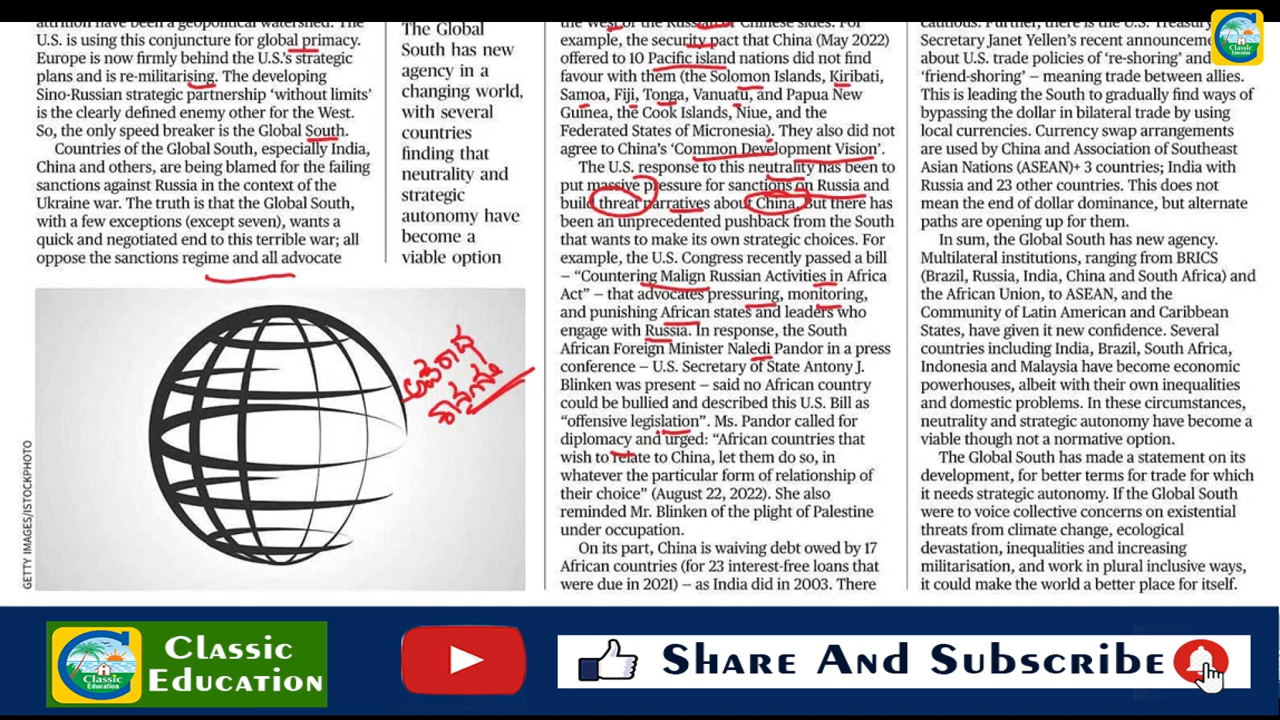 attrition have been a geopolitical watershed. The
U.S. is using this conjuncture for global primacy.
Europe is now firmly behind the U.S.'s strategic
plans and is re-militarising. The developing
Sino-Russian strategic partnership ‘without limits’
is the clearly defined enemy other for the West.
So, the only speed breaker is the Global South.
Countries of the Global South, especially India,
China and others, are being blamed for the failing
sanctions against Russia in the context of the
Ukraine war. The truth is that the Global South,
with a few exceptions (except seven), wants a
quick and negotiated end to this terrible war; all
oppose the sanctions regime and all advocate
The Global
South has new
agency in a
changing world,
with several
countries
finding that
neutrality and
strategic
autonomy have
become a
viable option
GETTY IMAGES/ISTOCKPHOTO
the West or the Russian or Chinese sides. For
example, the security pact that China (May 2022)
offered to 10 Pacific island nations did not find
favour with them (the Solomon Islands, Kiribati,
Samoa, Fiji, Tonga, Vanuatu, and Papua New
Guinea, the Cook Islands, Niue, and the
Federated States of Micronesia). They also did not
agree to China's ‘Common Development Vision’.
The U.S. response to this neutrality has been to
put massive pressure for sanctions on Russia and
build threat narratives about China. But there has
been an unprecedented pushback from the South
that wants to make its own strategic choices. For
example, the U.S. Congress recently passed a bill
– “Countering Malign Russian Activities in Africa
Act” – that advocates pressuring, monitoring,
and punishing African states and leaders who
engage with Russia. In response, the South
African Foreign Minister Naledi Pandor in a press
conference – U.S. Secretary of State Antony J.
Blinken was present – said no African country
could be bullied and described this U.S. Bill as
“offensive legislation”. Ms. Pandor called for
diplomacy and urged: “African countries that
wish to relate to China, let them do so, in
whatever the particular form of relationship of
their choice” (August 22, 2022). She also
reminded Mr. Blinken of the plight of Palestine
under occupation.
On its part, China is waiving debt owed by 17
African countries (for 23 interest-free loans that
were due in 2021) – as India did in 2003. There
cautious. Further, there is the U.S. Treasury
Secretary Janet Yellen's recent announcement
about U.S. trade policies of ‘re-shoring’ and
‘friend-shoring’ – meaning trade between allies.
This is leading the South to gradually find ways of
bypassing the dollar in bilateral trade by using
local currencies. Currency swap arrangements
are used by China and Association of Southeast
Asian Nations (ASEAN)+ 3 countries; India with
Russia and 23 other countries. This does not
mean the end of dollar dominance, but alternate
paths are opening up for them.
In sum, the Global South has new agency.
Multilateral institutions, ranging from BRICS
(Brazil, Russia, India, China and South Africa) and
the African Union, to ASEAN, and the
Community of Latin American and Caribbean
States, have given it new confidence. Several
countries including India, Brazil, South Africa,
Indonesia and Malaysia have become economic
powerhouses, albeit with their own inequalities
and domestic problems. In these circumstances,
neutrality and strategic autonomy have become a
viable though not a normative option.
The Global South has made a statement on its
development, for better terms for trade for which
it needs strategic autonomy. If the Global South
were to voice collective concerns on existential
threats from climate change, ecological
devastation, inequalities and increasing
militarisation, and work in plural inclusive ways,
it could make the world a better place for itself.
Classic
Education
Classic
Education
Classic
Education
Share And Subscribe